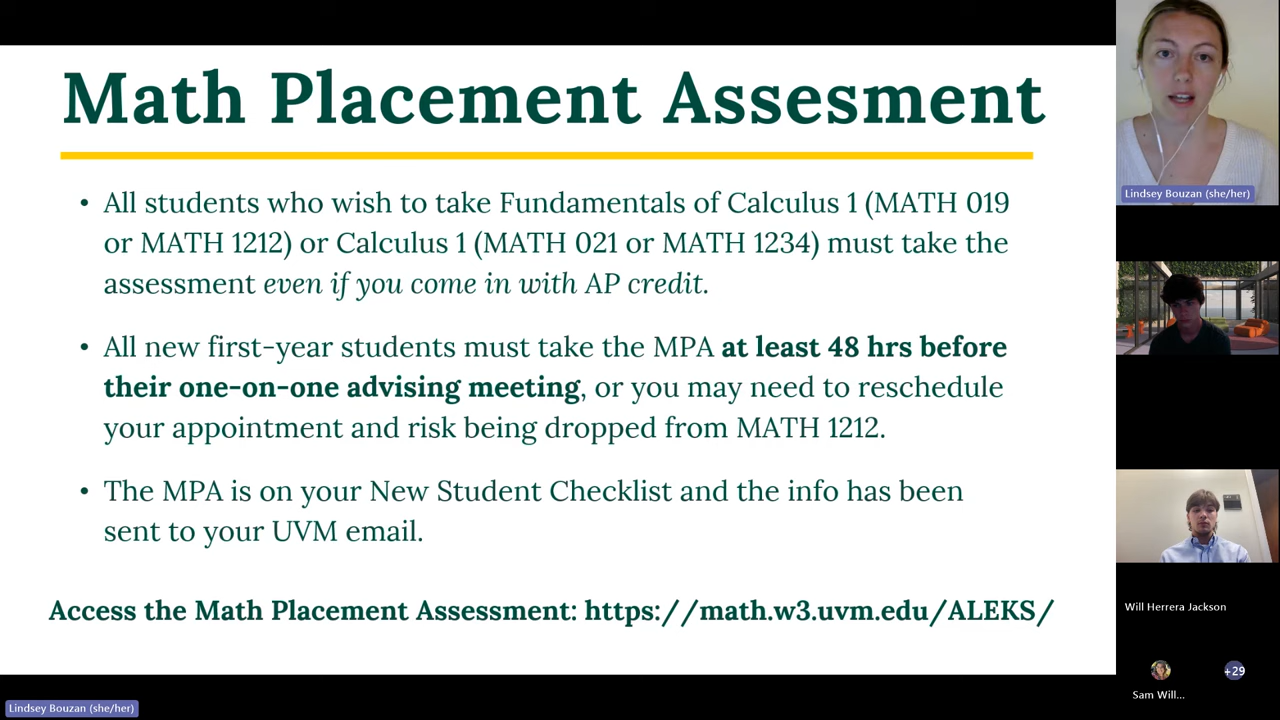 Math Placement Assesment
• All students who wish to take Fundamentals of Calculus 1 (MATH 019
or MATH 1212) or Calculus 1 (MATH 021 or MATH 1234) must take the
assessment even if you come in with AP credit.
• All new first-year students must take the MPA at least 48 hrs before
their one-on-one advising meeting, or you may need to reschedule
your appointment and risk being dropped from MATH 1212.
• The MPA is on your New Student Checklist and the info has been
sent to your UVM email.
Access the Math Placement Assessment: https://math.w3.uvm.edu/ALEKS/
Lindsey Bouzan (she/her)
Will Herrera Jackson
+29
Sam Will...
Lindsey Bouzan (she/her)